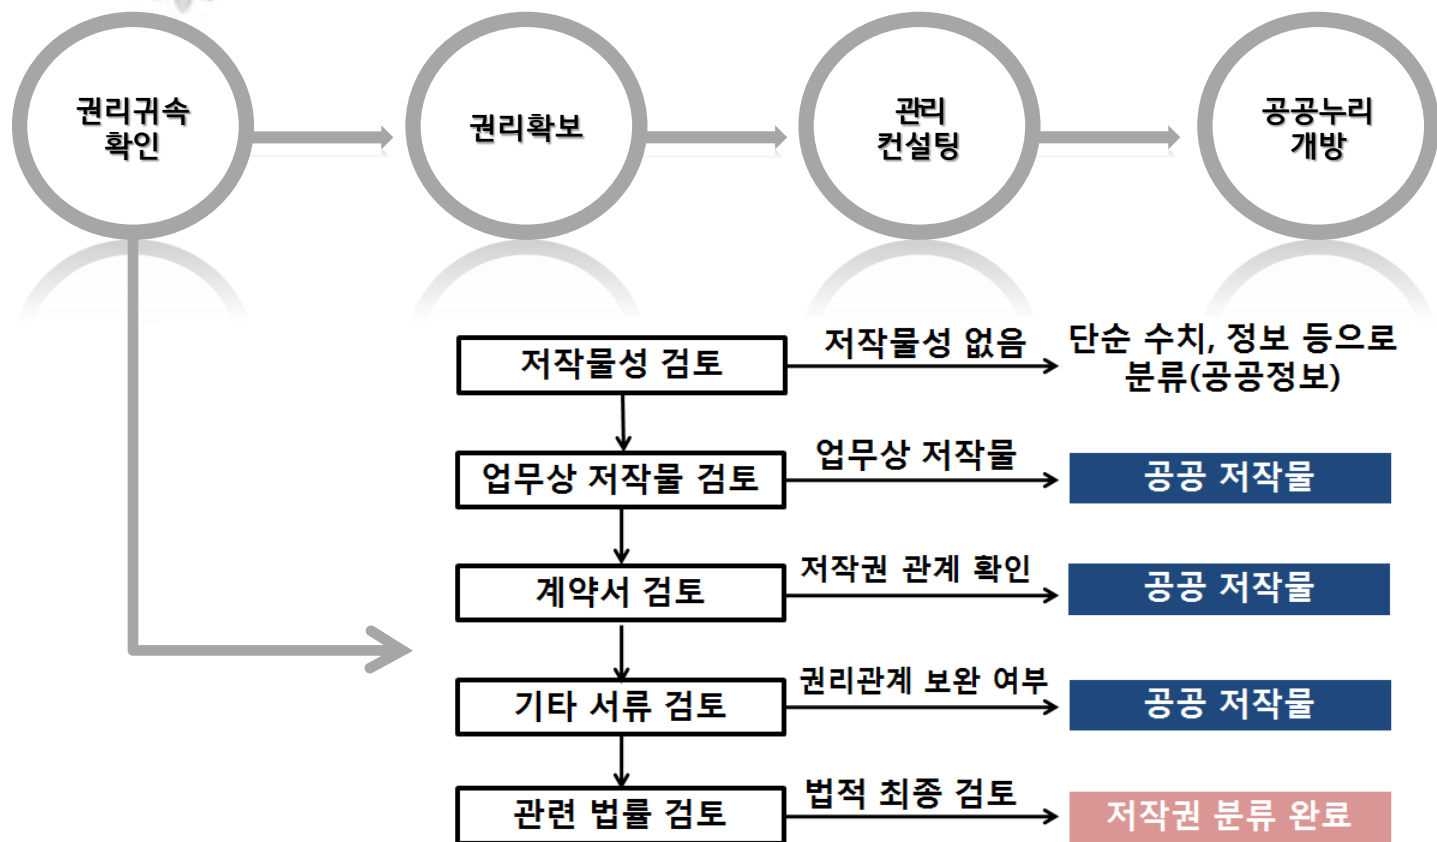 권리귀속
확인
권리확보
관리
컨설팅
공공누리
개방
저작물성 검토
저작물성 없음
단순 수치, 정보 등으로
분류(공공정보)
업무상 저작물 검토
업무상 저작물
공공 저작물
계약서 검토
저작권 관계 확인
공공 저작물
기타 서류 검토
권리관계 보완 여부
공공 저작물
관련 법률 검토
법적 최종 검토
저작권 분류 완료